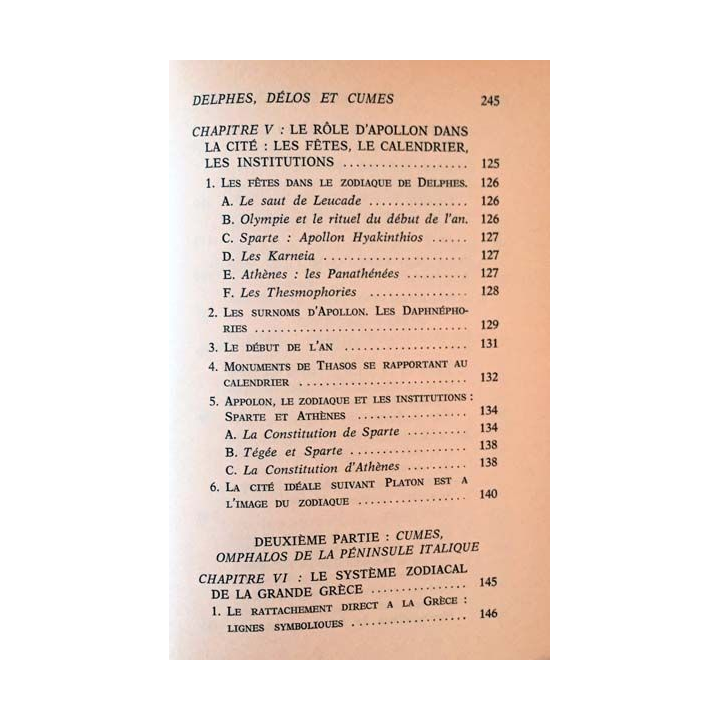 DELPHES, DÉLOS ET CUMES 245
CHAPITRE V : LE RÔLE D'APOLLON DANS
LA CITÉ : LES FÊTES, LE CALENDRIER,
LES INSTITUTIONS ..................... 125
1. LES FÊTES DANS LE ZODIAQUE DE DELPHES. 126
A. Le saut de Leucade ................ 126
B. Olympie et le rituel du début de l'an. 126
C. Sparte : Apollon Hyakinthios ...... 127
D. Les Karneia ..................... 127
E. Athènes : les Panathénées .......... 127
F. Les Thesmophories ................ 128
2. LES SURNOMS D'APOLLON. LES DAPHNÉPHO-
RIES .................................. 129
3. LE DÉBUT DE L'AN .................... 131
4. MONUMENTS DE THASOS SE RAPPORTANT AU
CALENDRIER ............................ 132
5. APPOLON, LE ZODIAQUE ET LES INSTITUTIONS :
SPARTE ET ATHÈNES .................. 134
A. La Constitution de Sparte .......... 134
B. Tégée et Sparte .................... 138
C. La Constitution d'Athènes .......... 138
6. LA CITÉ IDÉALE SUIVANT PLATON EST A
L'IMAGE DU ZODIAQUE .................. 140
DEUXIÈME PARTIE : CUMES,
OMPHALOS DE LA PÉNINSULE ITALIQUE
CHAPITRE VI : LE SYSTÈME ZODIACAL
DE LA GRANDE GRÈCE ................ 145
1. LE RATTACHEMENT DIRECT A LA GRÈCE :
LIGNES SYMBOLIQUES ................... 146